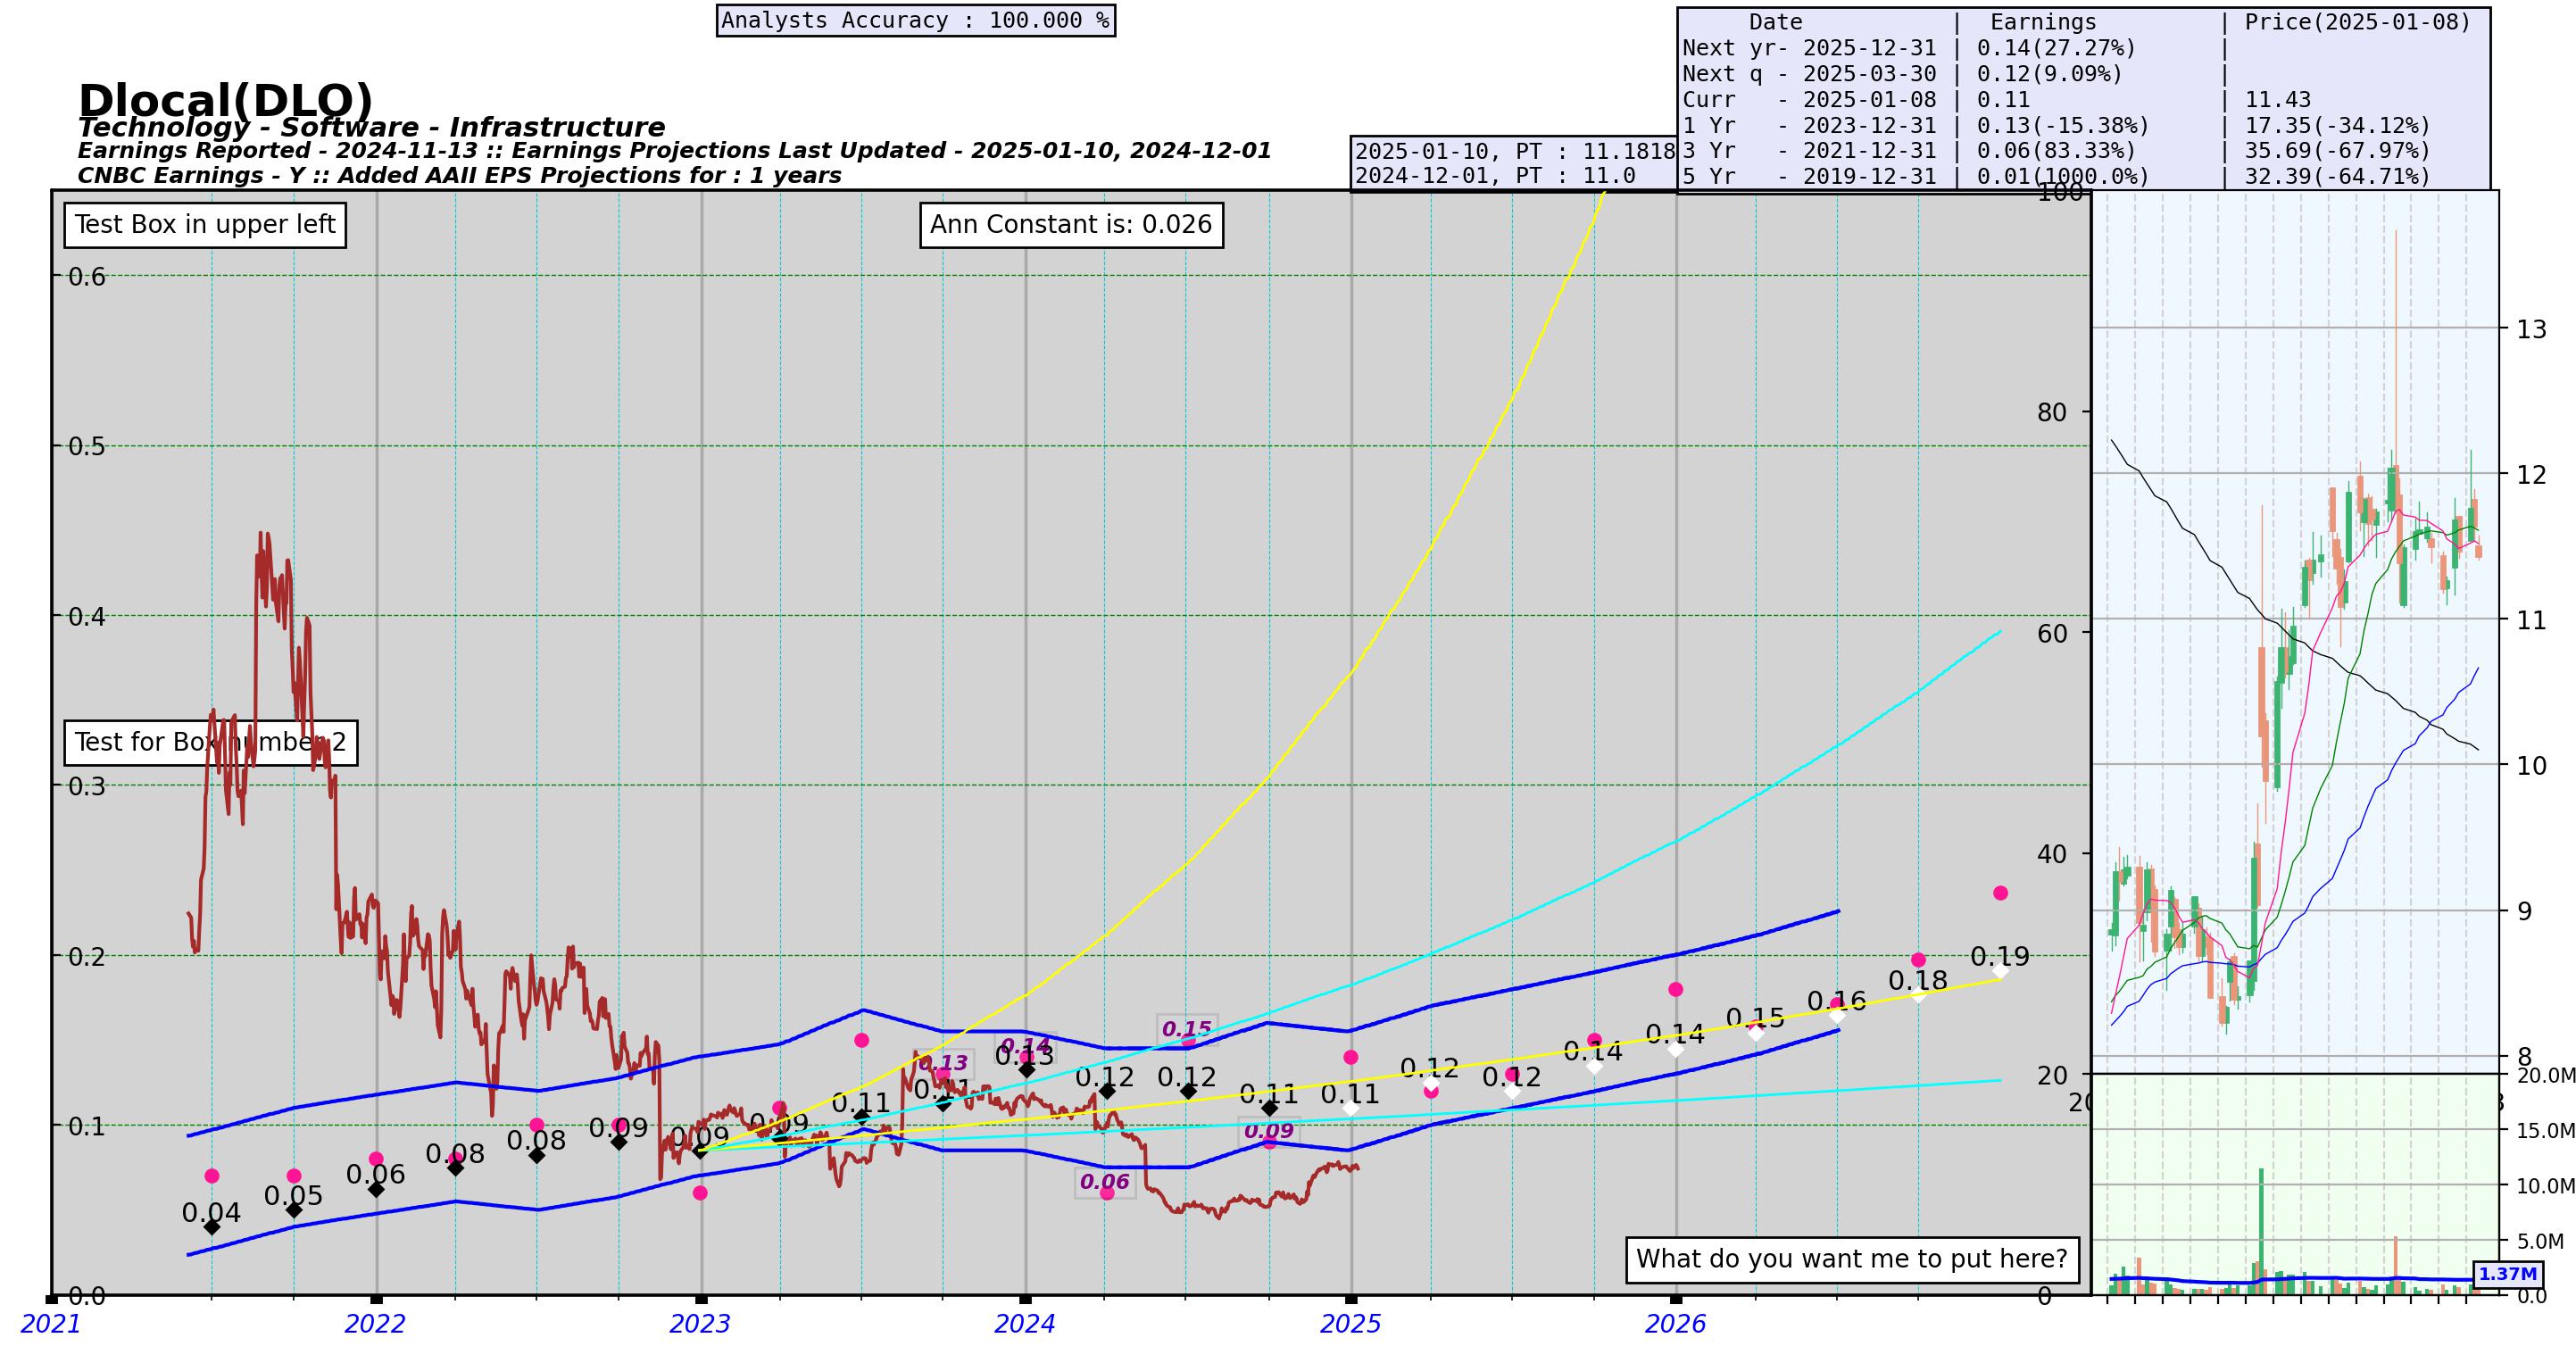 Analysts Accuracy : 100.000 %
Date | Earnings | Price(2025-01-08)
Next yr- 2025-12-31 | 0.14(27.27%) |
Next q - 2025-03-30 | 0.12(9.09%) |
Curr - 2025-01-08 | 0.11 | 11.43
1 Yr - 2023-12-31 | 0.13(-15.38%) | 17.35(-34.12%)
3 Yr - 2021-12-31 | 0.06(83.33%) | 35.69(-67.97%)
5 Yr - 2019-12-31 | 0.01(1000.0%) | 32.39(-64.71%)
Dlocal(DLO)
Technology - Software - Infrastructure
Earnings Reported - 2024-11-13 :: Earnings Projections Last Updated - 2025-01-10, 2024-12-01
CNBC Earnings - Y :: Added AAII EPS Projections for : 1 years
2025-01-10, PT : 11.1818
2024-12-01, PT : 11.0
Test Box in upper left
Ann Constant is: 0.026
Test for Box number 2
What do you want me to put here?
0.6
0.5
0.4
0.3
0.2
0.1
0.0
100
80
60
40
20
0
0.04
0.05
0.06
0.08
0.08
0.09
0.09
0.09
0.11
0.11
0.13
0.12
0.12
0.11
0.11
0.12
0.12
0.14
0.14
0.15
0.16
0.18
0.19
0.13
0.14
0.06
0.15
0.09
2021
2022
2023
2024
2025
2026
13
12
11
10
9
8
20.0M
15.0M
10.0M
5.0M
0.0
1.37M